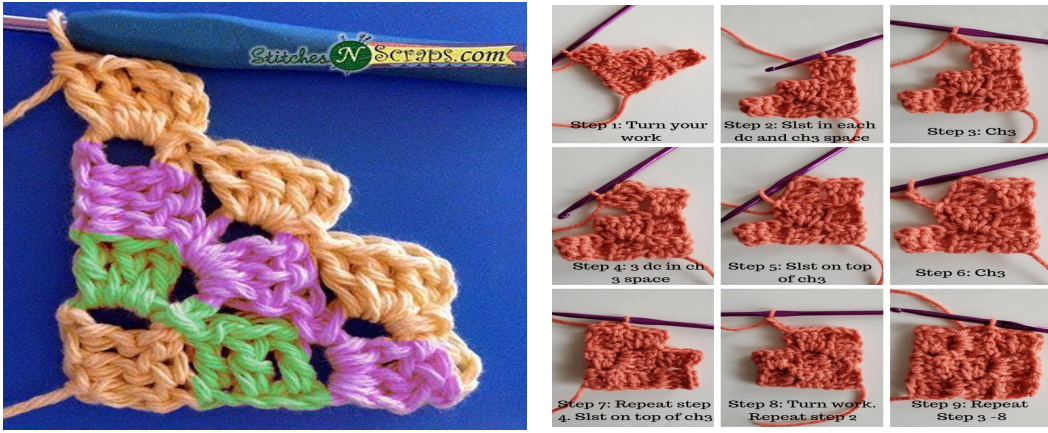 Stitches N Scraps.com
Step 1: Turn your
work
Step 2: Slst in each
dc and ch3 space
Step 3: Ch3
Step 4: 3 dc in ch
3 space
Step 5: Slst on top
of ch3
Step 6: Ch3
Step 7: Repeat step
4. Slst on top of ch3
Step 8: Turn work.
Repeat step 2
Step 9: Repeat
Step 3 -8